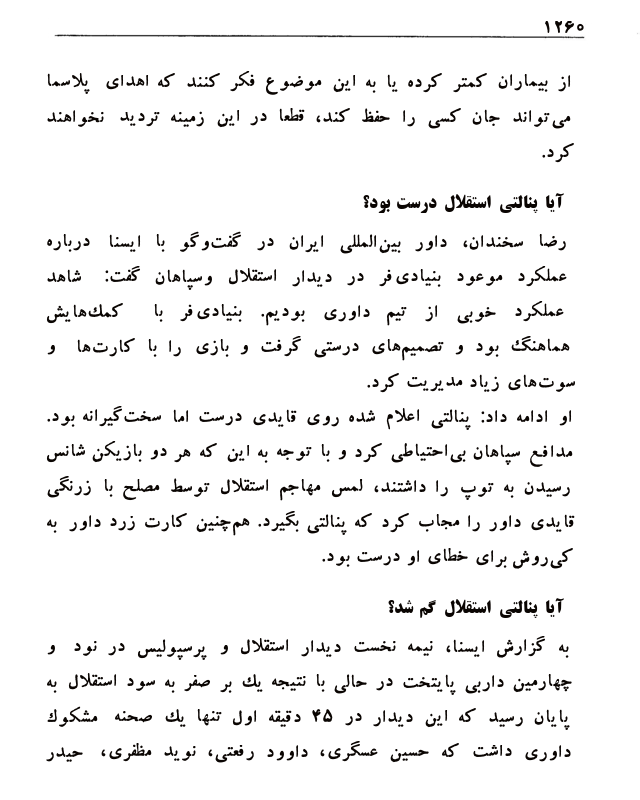 ۱۲۶۰
از بیماران کمتر کرده یا به این موضوع فکر کنند که اهدای پلاسما
می‌تواند جان کسی را حفظ کند، قطعا در این زمینه تردید نخواهند
کرد.
آیا پنالتی استقلال درست بود؟
رضا سخندان، داور بین‌المللی ایران در گفت‌وگو با ایسنا درباره
عملکرد موعود بنیادی‌فر در دیدار استقلال وسپاهان گفت: شاهد
عملکرد خوبی از تیم داوری بودیم. بنیادی‌فر با کمک‌هایش
هماهنگ بود و تصمیم‌های درستی گرفت و بازی را با کارت‌ها و
سوت‌های زیاد مدیریت کرد.
او ادامه داد: پنالتی اعلام شده روی قایدی درست اما سخت‌گیرانه بود.
مدافع سپاهان بی‌احتیاطی کرد و با توجه به این که هر دو بازیکن شانس
رسیدن به توپ را داشتند، لمس مهاجم استقلال توسط مصلح با زرنگی
قایدی داور را مجاب کرد که پنالتی بگیرد. هم‌چنین کارت زرد داور به
کی‌روش برای خطای او درست بود.
آیا پنالتی استقلال گم شد؟
به گزارش ایسنا، نیمه نخست دیدار استقلال و پرسپولیس در نود و
چهارمین داربی پایتخت در حالی با نتیجه یك بر صفر به سود استقلال به
پایان رسید که این دیدار در ۴۵ دقیقه اول تنها یك صحنه مشکوك
داوری داشت که حسین عسگری، داوود رفعتی، نوید مظفری، حیدر